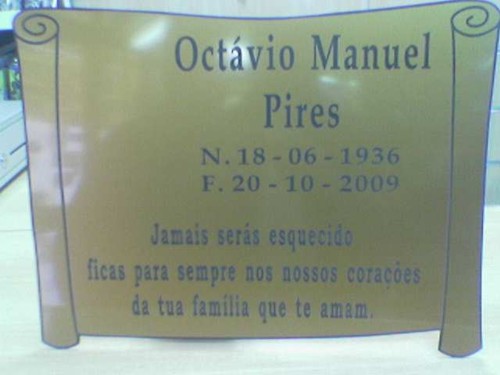 Octávio Manuel
Pires
N. 18 - 06 - 1936
F. 20 - 10 - 2009
Jamais serás esquecido
ficas para sempre nos nossos corações
da tua família que te amam.